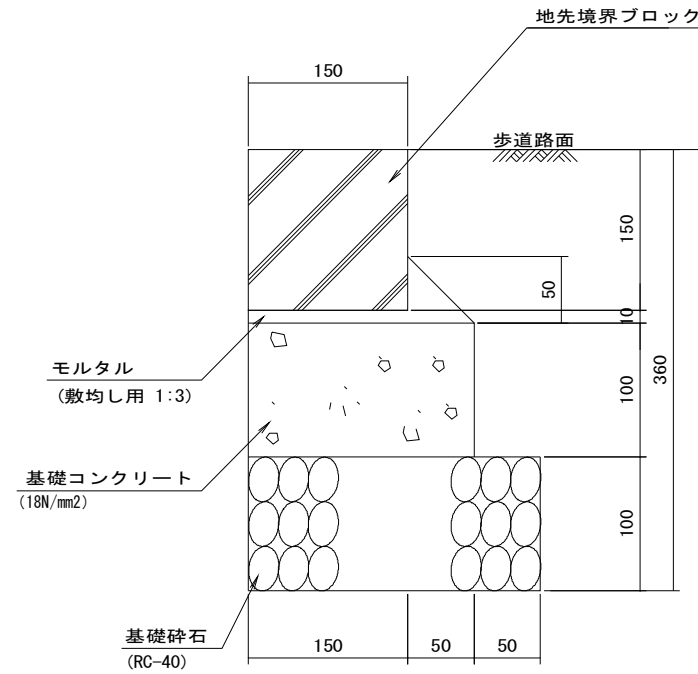 地先境界ブロック
150
歩道路面
150
50
10
モルタル
(敷均し用 1:3)
100
360
基礎コンクリート
(18N/mm2)
100
基礎砕石
(RC-40)
150
50
50